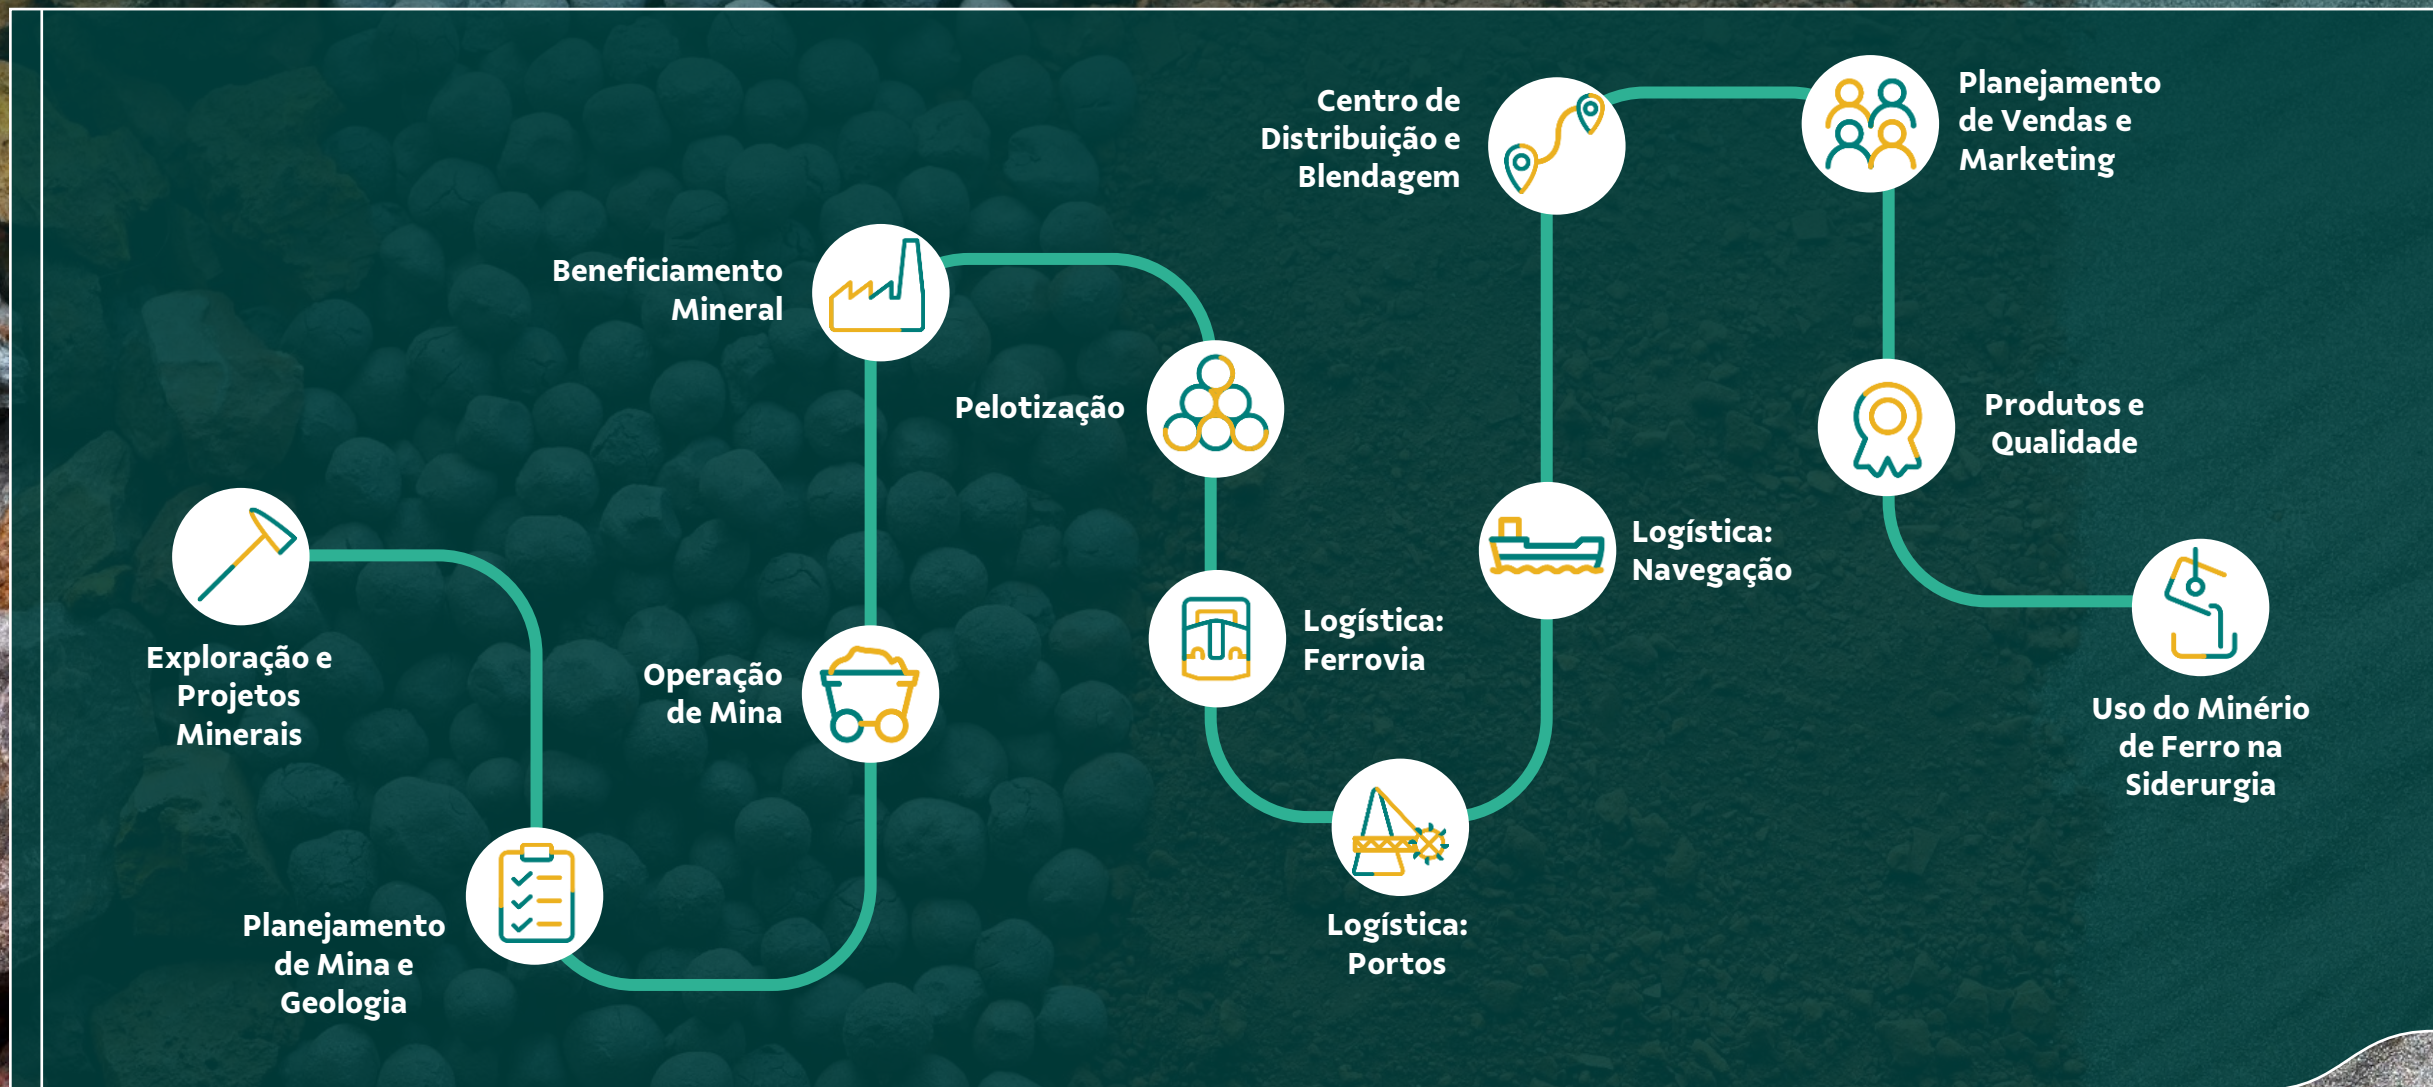 Exploração e
Projetos
Minerais
Planejamento
de Mina e
Geologia
Operação
de Mina
Beneficiamento
Mineral
Pelotização
Logística:
Ferrovia
Logística:
Portos
Logística:
Navegação
Centro de
Distribuição e
Blendagem
Planejamento
de Vendas e
Marketing
Produtos e
Qualidade
Uso do Minério
de Ferro na
Siderurgia